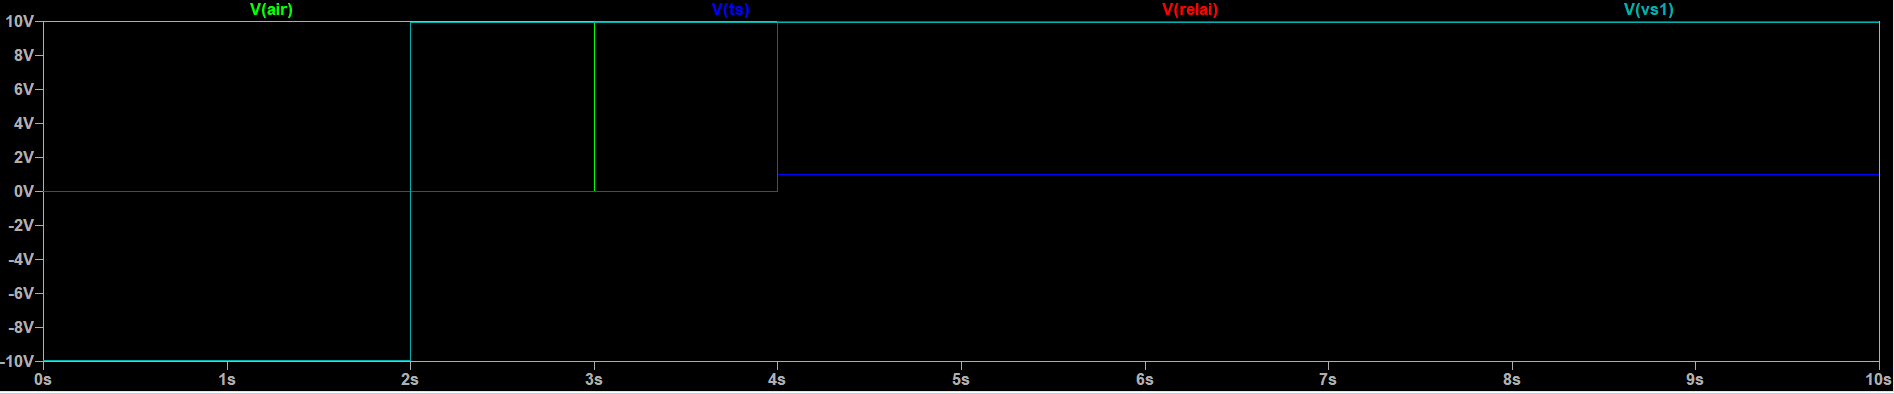 V(air) V(ts) V(relai) V(vs1)
10V
8V
6V
4V
2V
0V
-2V
-4V
-6V
-8V
-10V
0s 1s 2s 3s 4s 5s 6s 7s 8s 9s 10s